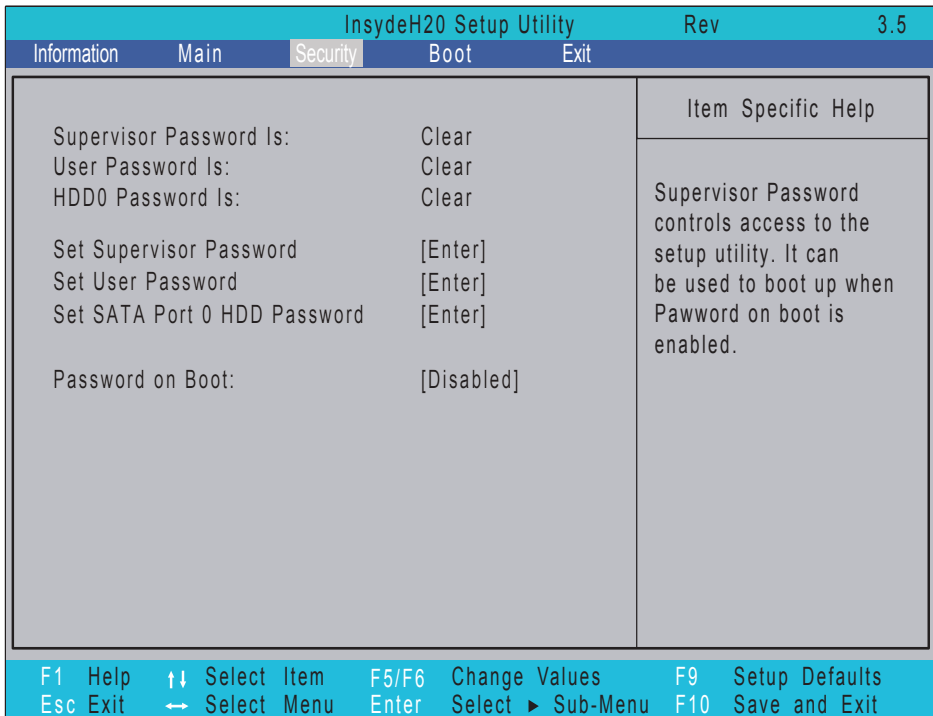 InsydeH20 Setup Utility Rev 3.5
Information Main Security Boot Exit
Item Specific Help
Supervisor Password Is: Clear
User Password Is: Clear
HDD0 Password Is: Clear
Set Supervisor Password [Enter]
Set User Password [Enter]
Set SATA Port 0 HDD Password [Enter]
Password on Boot: [Disabled]
Supervisor Password
controls access to the
setup utility. It can
be used to boot up when
Pawword on boot is
enabled.
F1 Help ↑↓ Select Item F5/F6 Change Values F9 Setup Defaults
Esc Exit ↔ Select Menu Enter Select ► Sub-Menu F10 Save and Exit